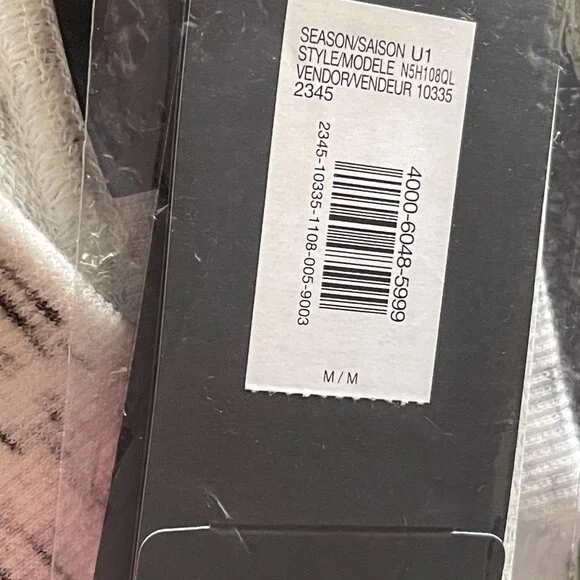 SEASON/SAISON U1
STYLE/MODELE N5H108QL
VENDOR/VENDEUR 10335
2345
4000-6048-5999
2345-10335-1108-005-9003
M / M